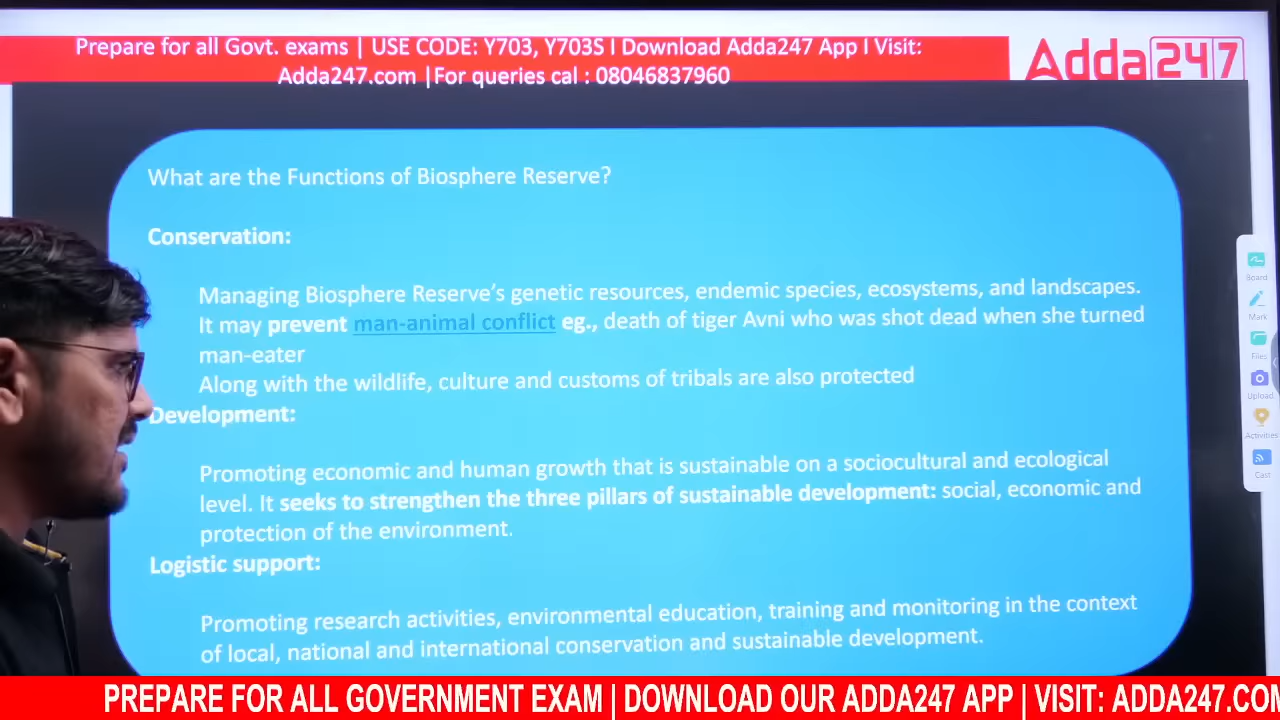 Prepare for all Govt. exams | USE CODE: Y703, Y703S I Download Adda247 App I Visit:
Adda247.com |For queries cal : 08046837960
Adda247
What are the Functions of Biosphere Reserve?
Conservation:
Managing Biosphere Reserve's genetic resources, endemic species, ecosystems, and landscapes.
It may prevent man-animal conflict eg., death of tiger Avni who was shot dead when she turned
man-eater
Along with the wildlife, culture and customs of tribals are also protected
Development:
Promoting economic and human growth that is sustainable on a sociocultural and ecological
level. It seeks to strengthen the three pillars of sustainable development: social, economic and
protection of the environment.
Logistic support:
Promoting research activities, environmental education, training and monitoring in the context
of local, national and international conservation and sustainable development.
Board
Mark
Files
Upload
Activities
Cast
PREPARE FOR ALL GOVERNMENT EXAM | DOWNLOAD OUR ADDA247 APP | VISIT: ADDA247.COM